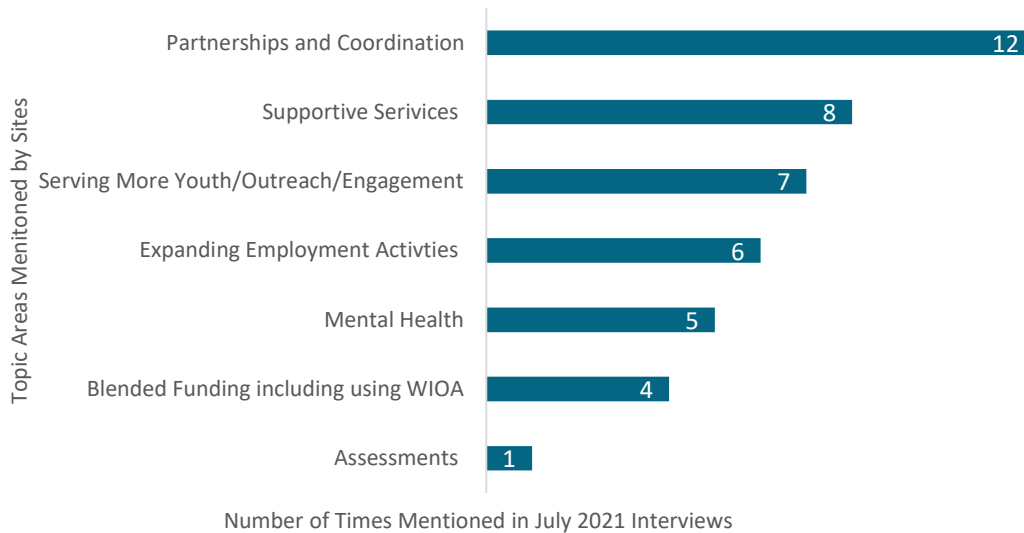 Topic Areas Menitoned by Sites
Partnerships and Coordination 12
Supportive Serivices 8
Serving More Youth/Outreach/Engagement 7
Expanding Employment Activties 6
Mental Health 5
Blended Funding including using WIOA 4
Assessments 1
Number of Times Mentioned in July 2021 Interviews